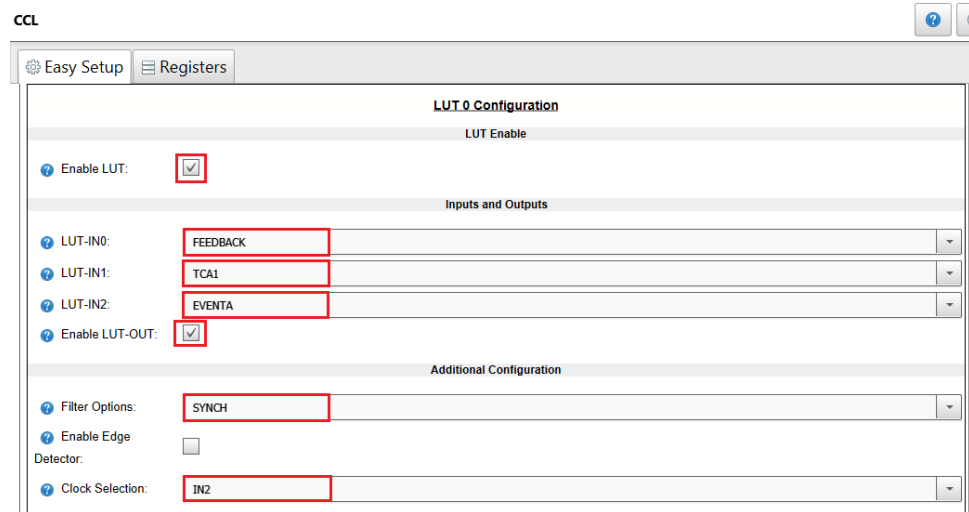 CCL
Easy Setup
Registers
LUT 0 Configuration
LUT Enable
Enable LUT:
Inputs and Outputs
LUT-IN0: FEEDBACK
LUT-IN1: TCA1
LUT-IN2: EVENTA
Enable LUT-OUT:
Additional Configuration
Filter Options: SYNCH
Enable Edge
Detector:
Clock Selection: IN2